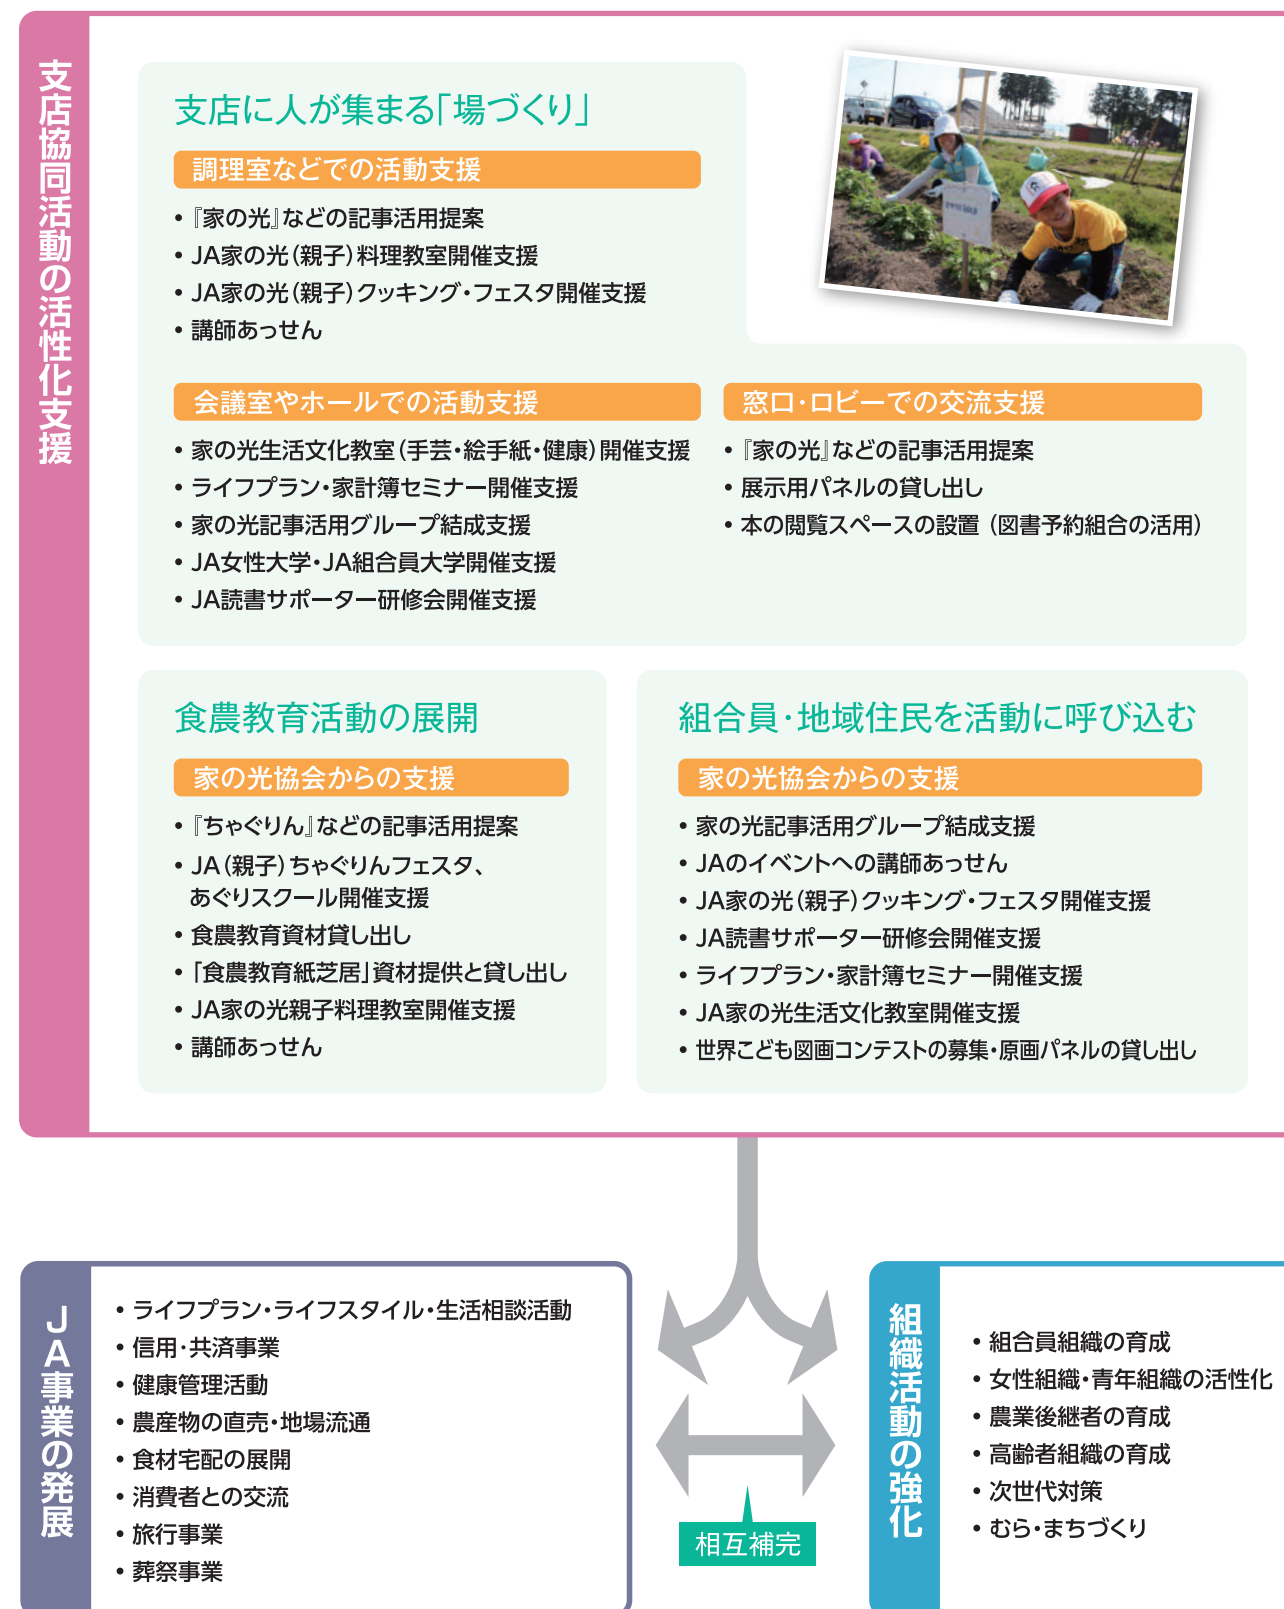 支店協同活動の活性化支援
支店に人が集まる「場づくり」
調理室などでの活動支援
• 『家の光』などの記事活用提案
• JA家の光（親子）料理教室開催支援
• JA家の光（親子）クッキング・フェスタ開催支援
• 講師あっせん
会議室やホールでの活動支援
• 家の光生活文化教室（手芸・絵手紙・健康）開催支援
• ライフプラン・家計簿セミナー開催支援
• 家の光記事活用グループ結成支援
• JA女性大学・JA組合員大学開催支援
• JA読書サポーター研修会開催支援
窓口・ロビーでの交流支援
• 『家の光』などの記事活用提案
• 展示用パネルの貸し出し
• 本の閲覧スペースの設置（図書予約組合の活用）
食農教育活動の展開
家の光協会からの支援
• 『ちゃぐりん』などの記事活用提案
• JA（親子）ちゃぐりんフェスタ、
あぐりスクール開催支援
• 食農教育資材貸し出し
• 「食農教育紙芝居」資材提供と貸し出し
• JA家の光親子料理教室開催支援
• 講師あっせん
組合員・地域住民を活動に呼び込む
家の光協会からの支援
• 家の光記事活用グループ結成支援
• JAのイベントへの講師あっせん
• JA家の光（親子）クッキング・フェスタ開催支援
• JA読書サポーター研修会開催支援
• ライフプラン・家計簿セミナー開催支援
• JA家の光生活文化教室開催支援
• 世界こども図画コンテストの募集・原画パネルの貸し出し
JA事業の発展
• ライフプラン・ライフスタイル・生活相談活動
• 信用・共済事業
• 健康管理活動
• 農産物の直売・地場流通
• 食材宅配の展開
• 消費者との交流
• 旅行事業
• 葬祭事業
相互補完
組織活動の強化
• 組合員組織の育成
• 女性組織・青年組織の活性化
• 農業後継者の育成
• 高齢者組織の育成
• 次世代対策
• むら・まちづくり